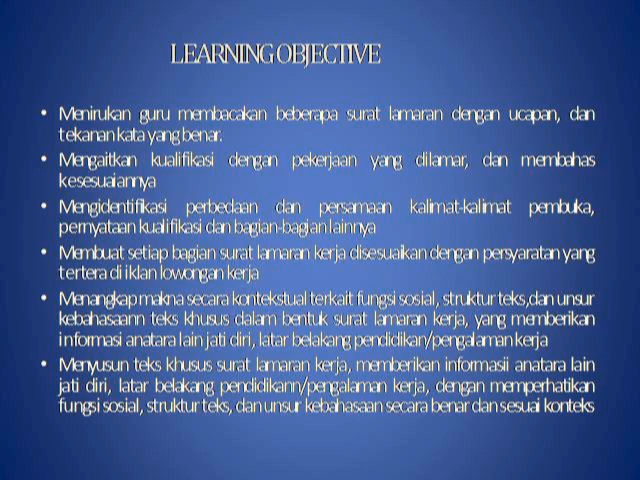 LEARNING OBJECTIVE
• Menirukan guru membacakan beberapa surat lamaran dengan ucapan, dan
tekanan kata yang benar.
• Mengaitkan kualifikasi dengan pekerjaan yang dilamar, dan membahas
kesesuaiannya
• Mengidentifikasi perbedaan dan persamaan kalimat-kalimat pembuka,
pernyataan kualifikasi dan bagian-bagian lainnya
• Membuat setiap bagian surat lamaran kerja disesuaikan dengan persyaratan yang
tertera di iklan lowongan kerja
• Menangkap makna secara kontekstual terkait fungsi sosial, struktur teks,dan unsur
kebahasaann teks khusus dalam bentuk surat lamaran kerja, yang memberikan
informasi anatara lain jati diri, latar belakang pendidikan/pengalaman kerja
• Menyusun teks khusus surat lamaran kerja, memberikan informasii anatara lain
jati diri, latar belakang pendidikann/pengalaman kerja, dengan memperhatikan
fungsi sosial, struktur teks, dan unsur kebahasaan secara benar dan sesuai konteks